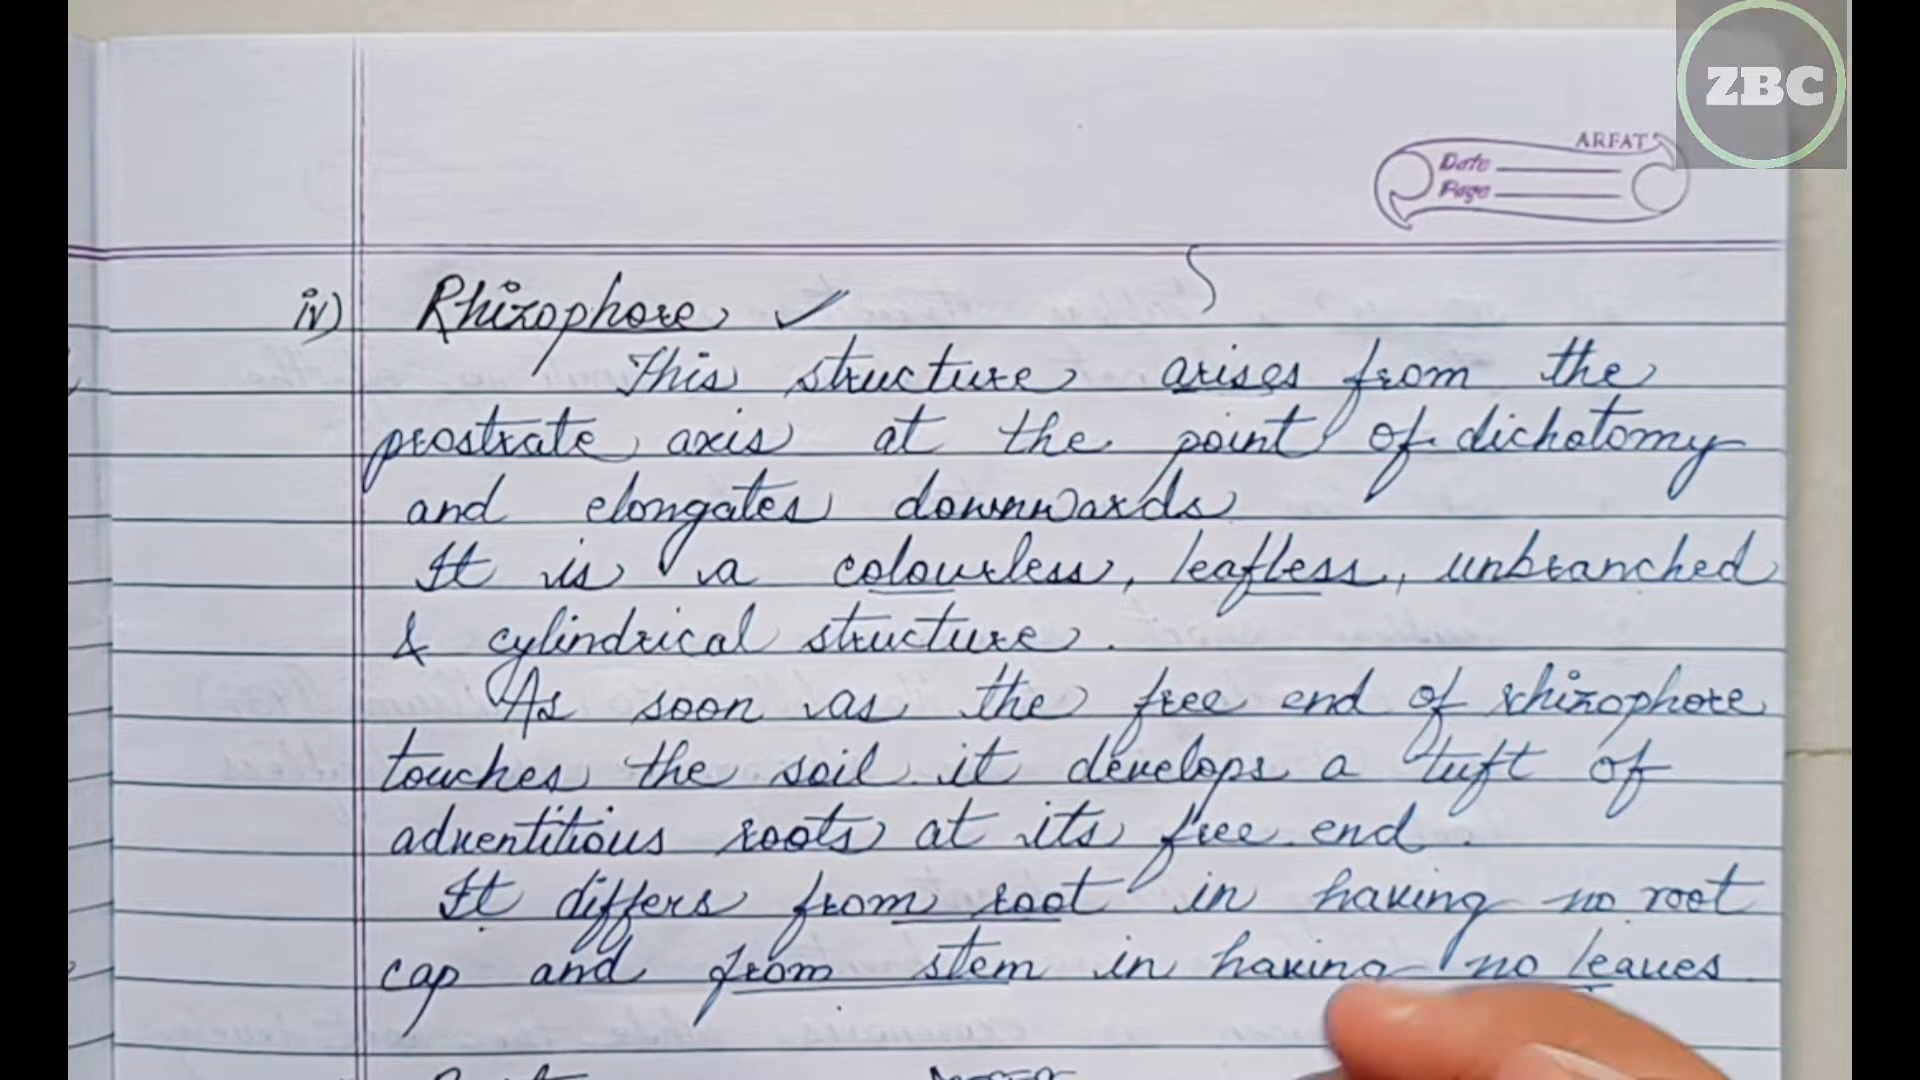 ZBC
ARFAT
Date
Page
iv) Rhizophore ✓
This structure arises from the
prostrate axis at the point of dichotomy
and elongates downwards
It is a colourless, leafless, unbranched
& cylindrical structure.
As soon as the free end of rhizophore
touches the soil it develops a tuft of
adventitious roots at its free end.
It differs from root in having no root
cap and from stem in having no leaves